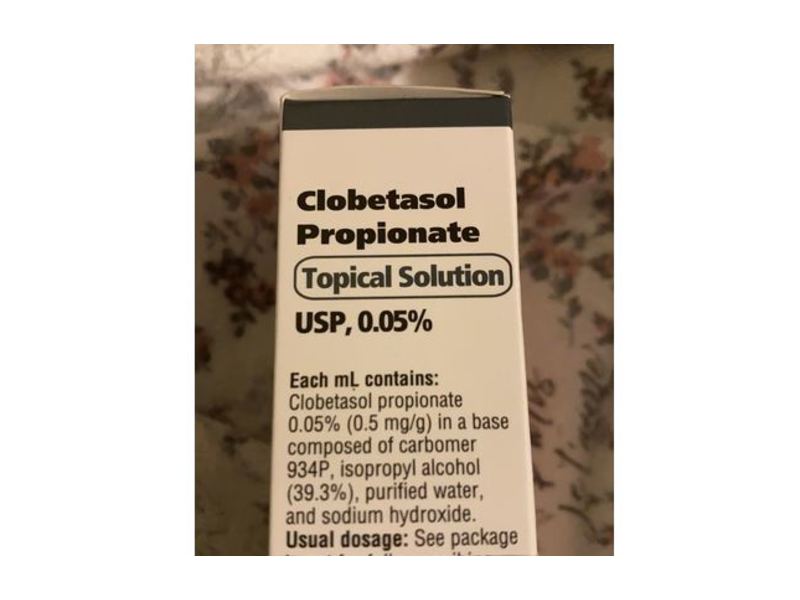 Clobetasol
Propionate
Topical Solution
USP, 0.05%
Each mL contains:
Clobetasol propionate
0.05% (0.5 mg/g) in a base
composed of carbomer
934P, isopropyl alcohol
(39.3%), purified water,
and sodium hydroxide.
Usual dosage: See package